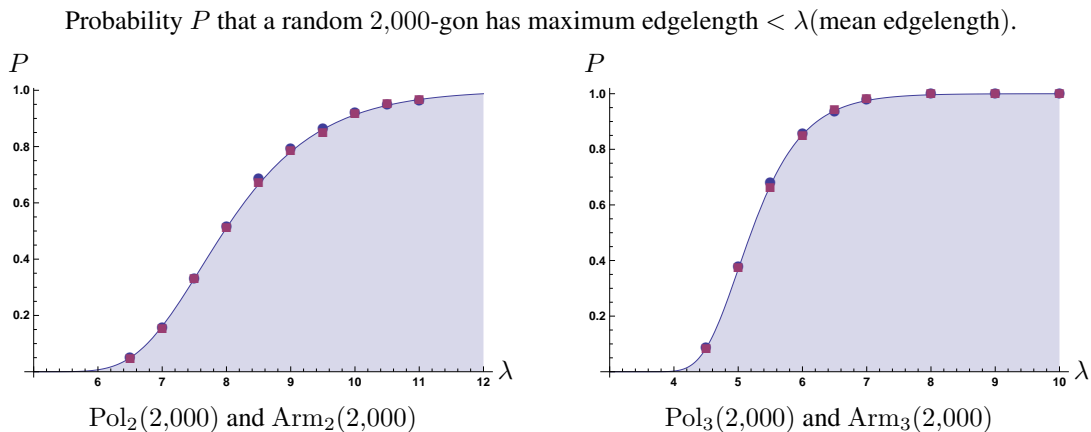 Probability P that a random 2,000-gon has maximum edgelength < λ(mean edgelength).
P
1.0
0.8
0.6
0.4
0.2
6 7 8 9 10 11 12 λ
Pol₂(2,000) and Arm₂(2,000)
P
1.0
0.8
0.6
0.4
0.2
4 5 6 7 8 9 10 λ
Pol₃(2,000) and Arm₃(2,000)